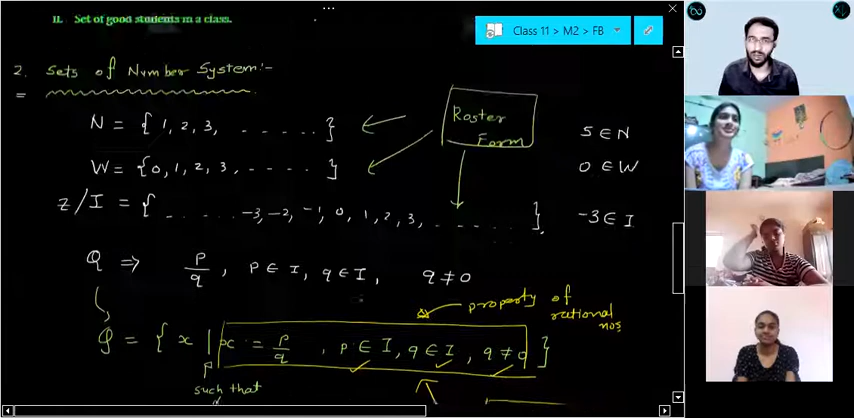 II. Set of good students in a class.
Class 11 > M2 > FB
2. Sets of Number System:-
N = { 1, 2, 3, ...... }
W = {0, 1, 2, 3, ...... }
Z/I = { ...... -3, -2, -1, 0, 1, 2, 3, ...... }
Roster
Form
5 ∈ N
0 ∈ W
-3 ∈ I
Q ⇒ p/q , p ∈ I, q ∈ I, q ≠ 0
property of
rational
nos
Q = { x | x = p/q , p ∈ I, q ∈ I, q ≠ 0 }
such that